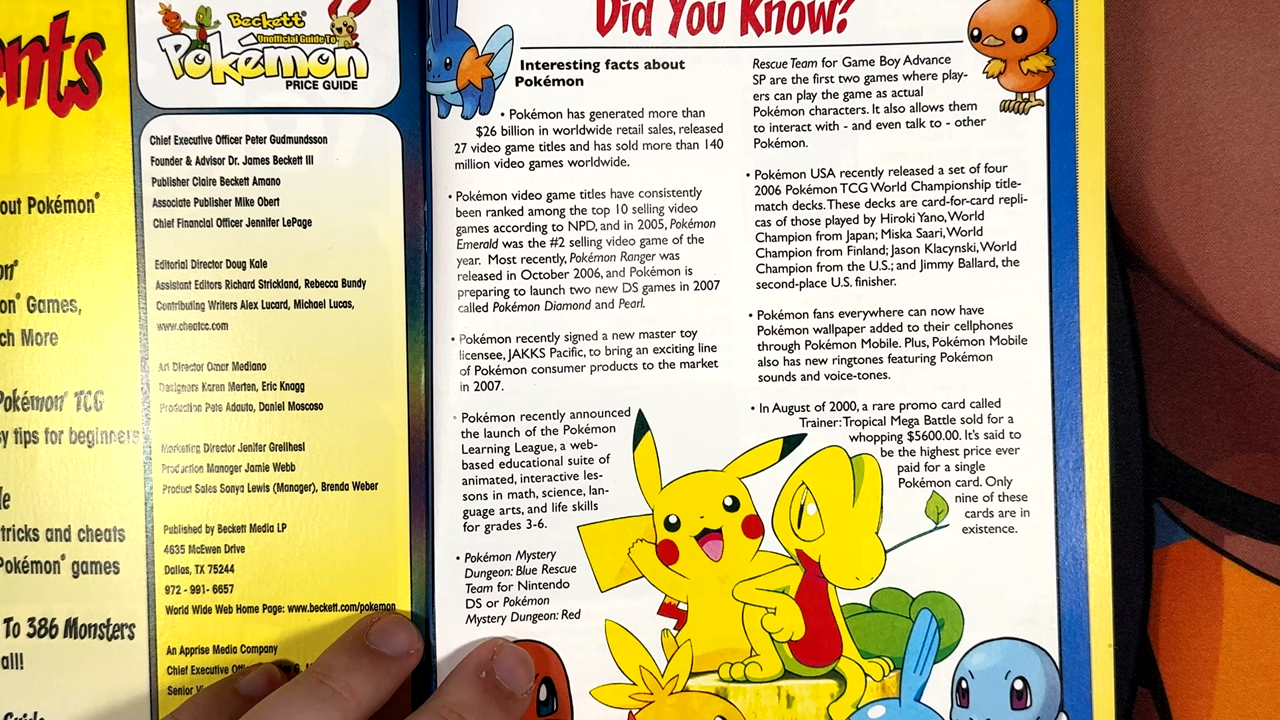 ents
out Pokémon®
on®
on® Games,
ch More
Pokémon® TCG
sy tips for beginners
le
tricks and cheats
Pokémon® games
To 386 Monsters
all!
Beckett®
Unofficial Guide To
Pokémon
PRICE GUIDE
Chief Executive Officer Peter Gudmundsson
Founder & Advisor Dr. James Beckett III
Publisher Claire Beckett Amano
Associate Publisher Mike Obert
Chief Financial Officer Jennifer LePage
Editorial Director Doug Kale
Assistant Editors Richard Strickland, Rebecca Bundy
Contributing Writers Alex Lucard, Michael Lucas,
www.cheatcc.com
Art Director Omar Mediano
Designers Karen Merten, Eric Knagg
Production Pete Adauto, Daniel Moscoso
Marketing Director Jenifer Grellhesl
Production Manager Jamie Webb
Product Sales Sonya Lewis (Manager), Brenda Weber
Published by Beckett Media LP
4635 McEwen Drive
Dallas, TX 75244
972 - 991- 6657
World Wide Web Home Page: www.beckett.com/pokemon
An Apprise Media Company
Chief Executive
Senior
Did You Know?
Interesting facts about
Pokémon
• Pokémon has generated more than
$26 billion in worldwide retail sales, released
27 video game titles and has sold more than 140
million video games worldwide.
• Pokémon video game titles have consistently
been ranked among the top 10 selling video
games according to NPD, and in 2005, Pokémon
Emerald was the #2 selling video game of the
year. Most recently, Pokémon Ranger was
released in October 2006, and Pokémon is
preparing to launch two new DS games in 2007
called Pokémon Diamond and Pearl.
• Pokémon recently signed a new master toy
licensee, JAKKS Pacific, to bring an exciting line
of Pokémon consumer products to the market
in 2007.
• Pokémon recently announced
the launch of the Pokémon
Learning League, a web-
based educational suite of
animated, interactive les-
sons in math, science, lan-
guage arts, and life skills
for grades 3-6.
• Pokémon Mystery
Dungeon: Blue Rescue
Team for Nintendo
DS or Pokémon
Mystery Dungeon: Red
Rescue Team for Game Boy Advance
SP are the first two games where play-
ers can play the game as actual
Pokémon characters. It also allows them
to interact with - and even talk to - other
Pokémon.
• Pokémon USA recently released a set of four
2006 Pokémon TCG World Championship title-
match decks. These decks are card-for-card repli-
cas of those played by Hiroki Yano, World
Champion from Japan; Miska Saari, World
Champion from Finland; Jason Klacynski, World
Champion from the U.S.; and Jimmy Ballard, the
second-place U.S. finisher.
• Pokémon fans everywhere can now have
Pokémon wallpaper added to their cellphones
through Pokémon Mobile. Plus, Pokémon Mobile
also has new ringtones featuring Pokémon
sounds and voice-tones.
• In August of 2000, a rare promo card called
Trainer: Tropical Mega Battle sold for a
whopping $5600.00. It's said to
be the highest price ever
paid for a single
Pokémon card. Only
nine of these
cards are in
existence.